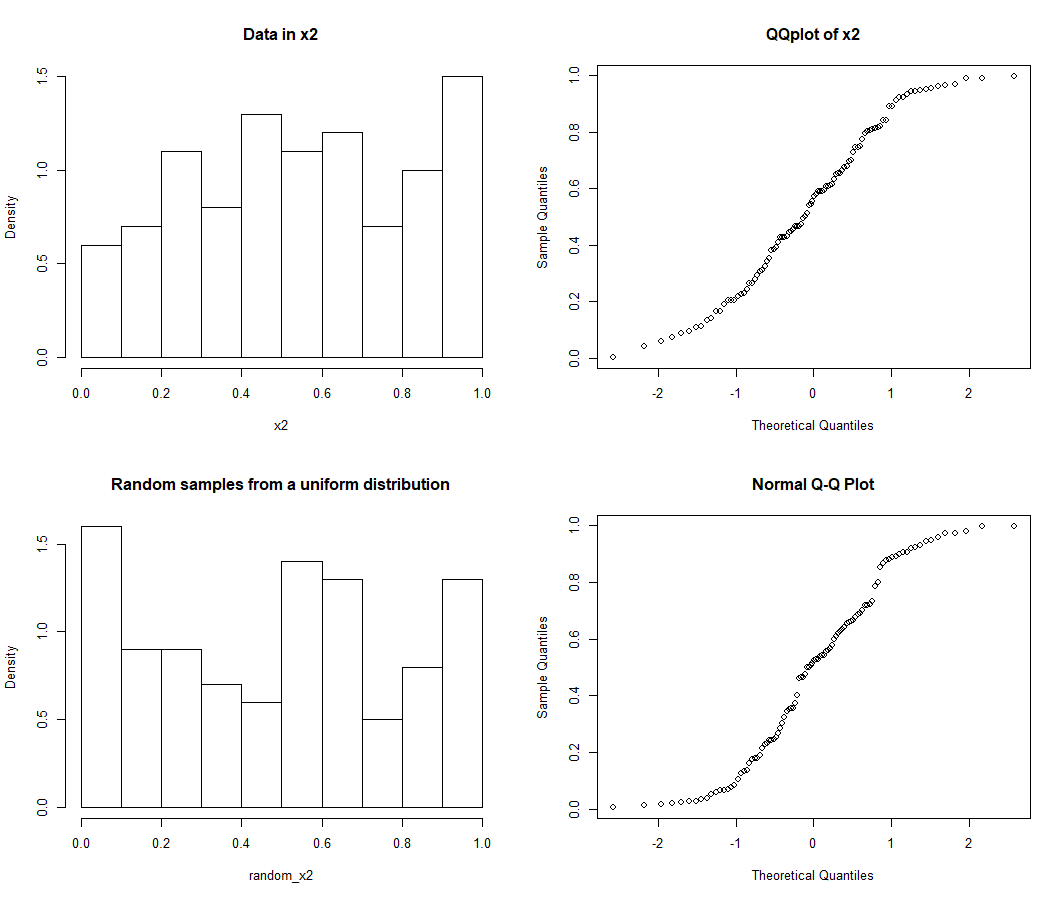 Data in x2
Density
0.0 0.5 1.0 1.5
0.0 0.2 0.4 0.6 0.8 1.0
x2
QQplot of x2
Sample Quantiles
0.0 0.2 0.4 0.6 0.8 1.0
-2 -1 0 1 2
Theoretical Quantiles
Random samples from a uniform distribution
Density
0.0 0.5 1.0 1.5
0.0 0.2 0.4 0.6 0.8 1.0
random_x2
Normal Q-Q Plot
Sample Quantiles
0.0 0.2 0.4 0.6 0.8 1.0
-2 -1 0 1 2
Theoretical Quantiles